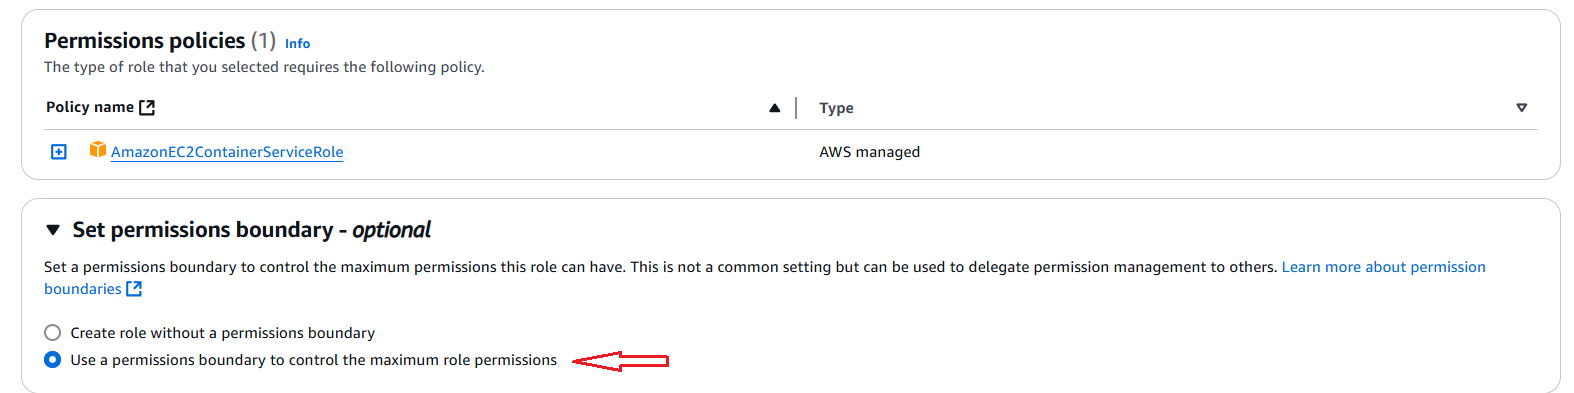 Permissions policies (1) Info
The type of role that you selected requires the following policy.
Policy name Type
AmazonEC2ContainerServiceRole AWS managed
Set permissions boundary - optional
Set a permissions boundary to control the maximum permissions this role can have. This is not a common setting but can be used to delegate permission management to others. Learn more about permission
boundaries
Create role without a permissions boundary
Use a permissions boundary to control the maximum role permissions